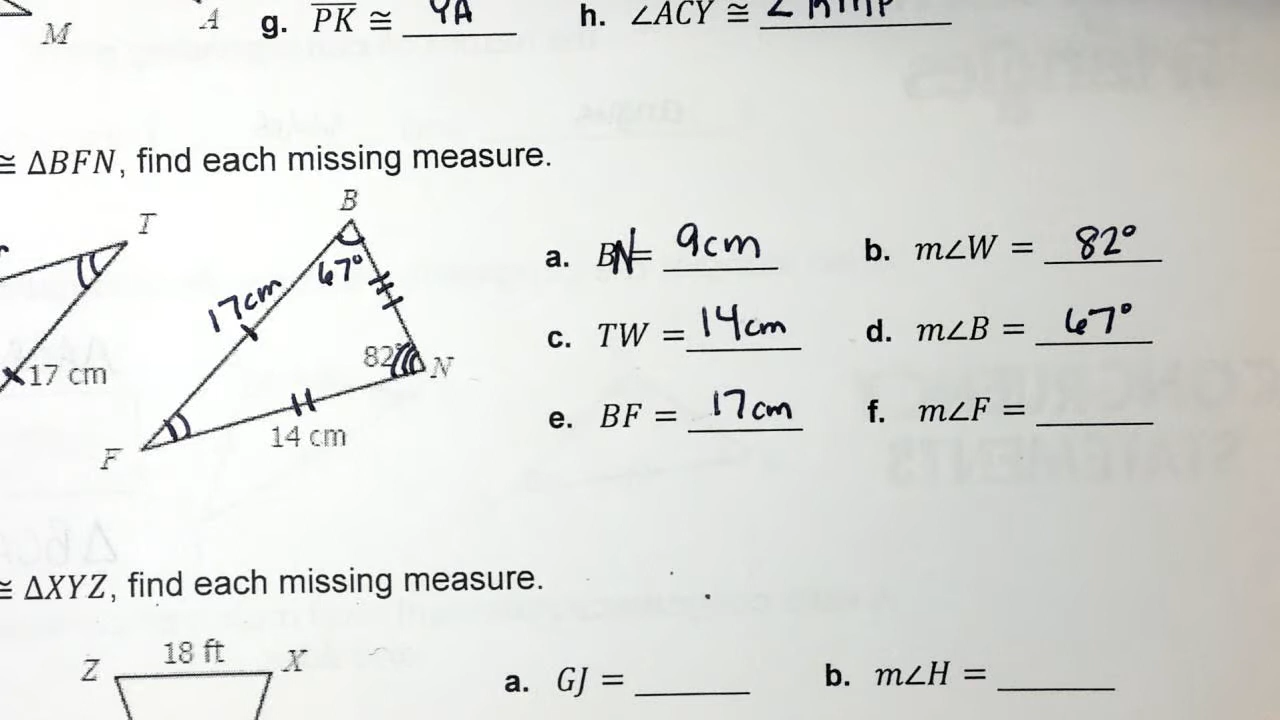 M A g. PK ≅ YA h. ∠ACY ≅ ∠
≅ ΔBFN, find each missing measure.
T B
17cm 67° a. BN= 9cm b. m∠W = 82°
17 cm 82° N c. TW = 14cm d. m∠B = 67°
F 14 cm e. BF = 17cm f. m∠F =
≅ ΔXYZ, find each missing measure.
Z 18 ft X a. GJ = b. m∠H =